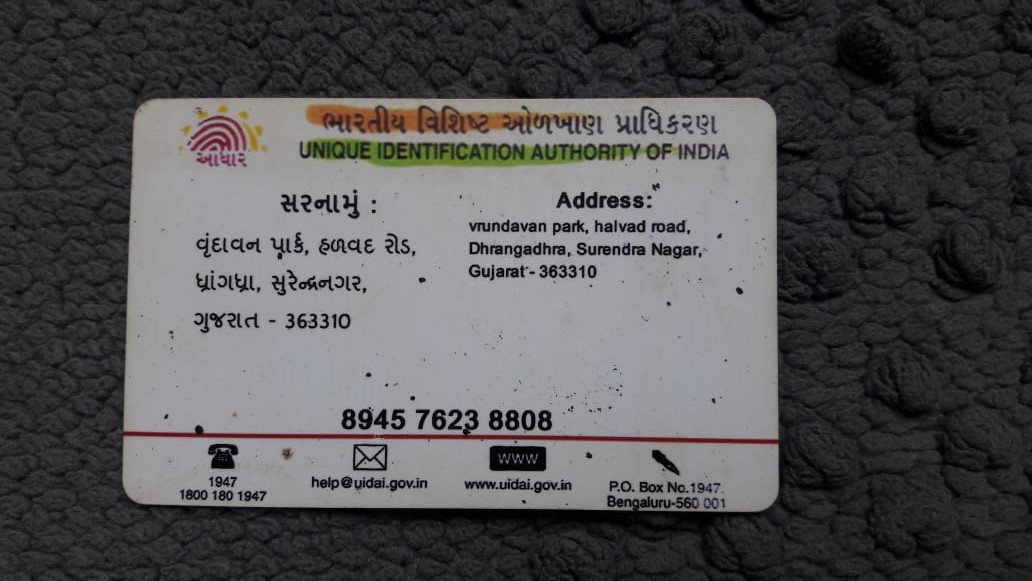 ભારતીય વિશિષ્ટ ઓળખાણ પ્રાધિકરણ
UNIQUE IDENTIFICATION AUTHORITY OF INDIA
આધાર
સરનામું :
વૃંદાવન પાર્ક, હળવદ રોડ,
ધ્રાંગધ્રા, સુરેન્દ્રનગર,
ગુજરાત - 363310
Address:
vrundavan park, halvad road,
Dhrangadhra, Surendra Nagar,
Gujarat - 363310
8945 7623 8808
1947
1800 180 1947
help@uidai.gov.in
www
www.uidai.gov.in
P.O. Box No.1947.
Bengaluru-560 001